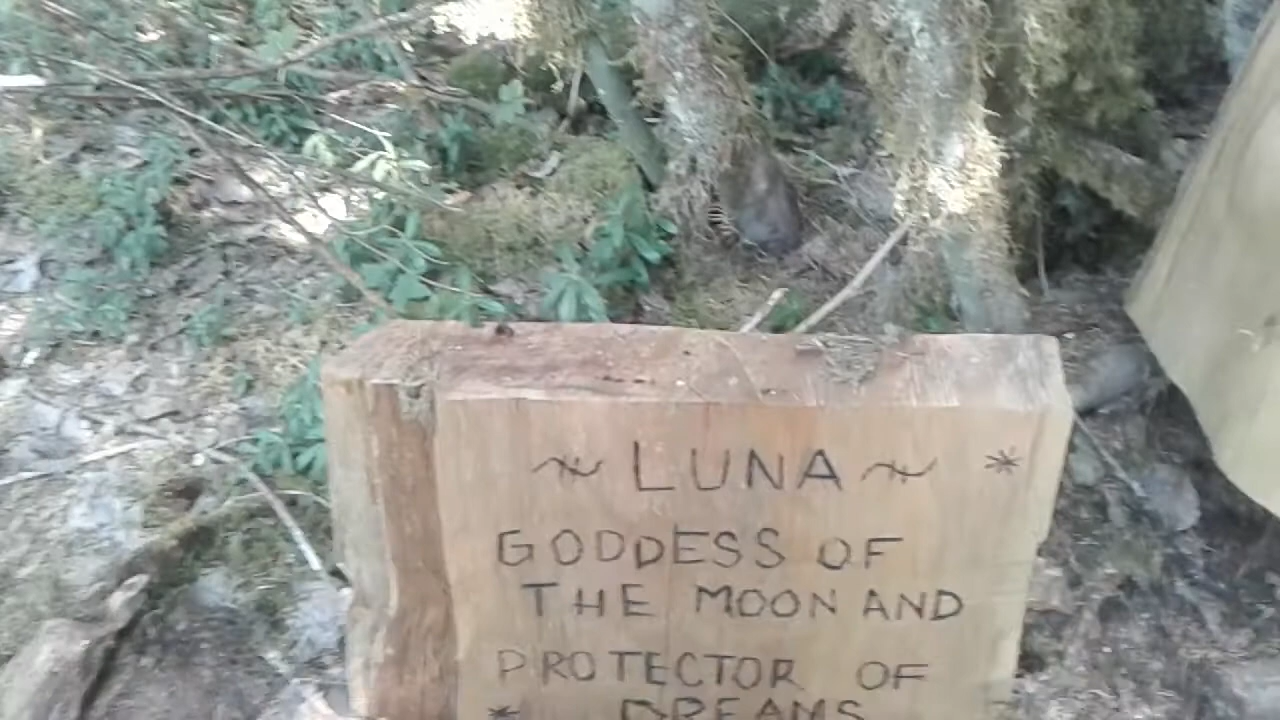 ~ LUNA ~ *
GODDESS OF
THE MOON AND
PROTECTOR OF
* DREAMS